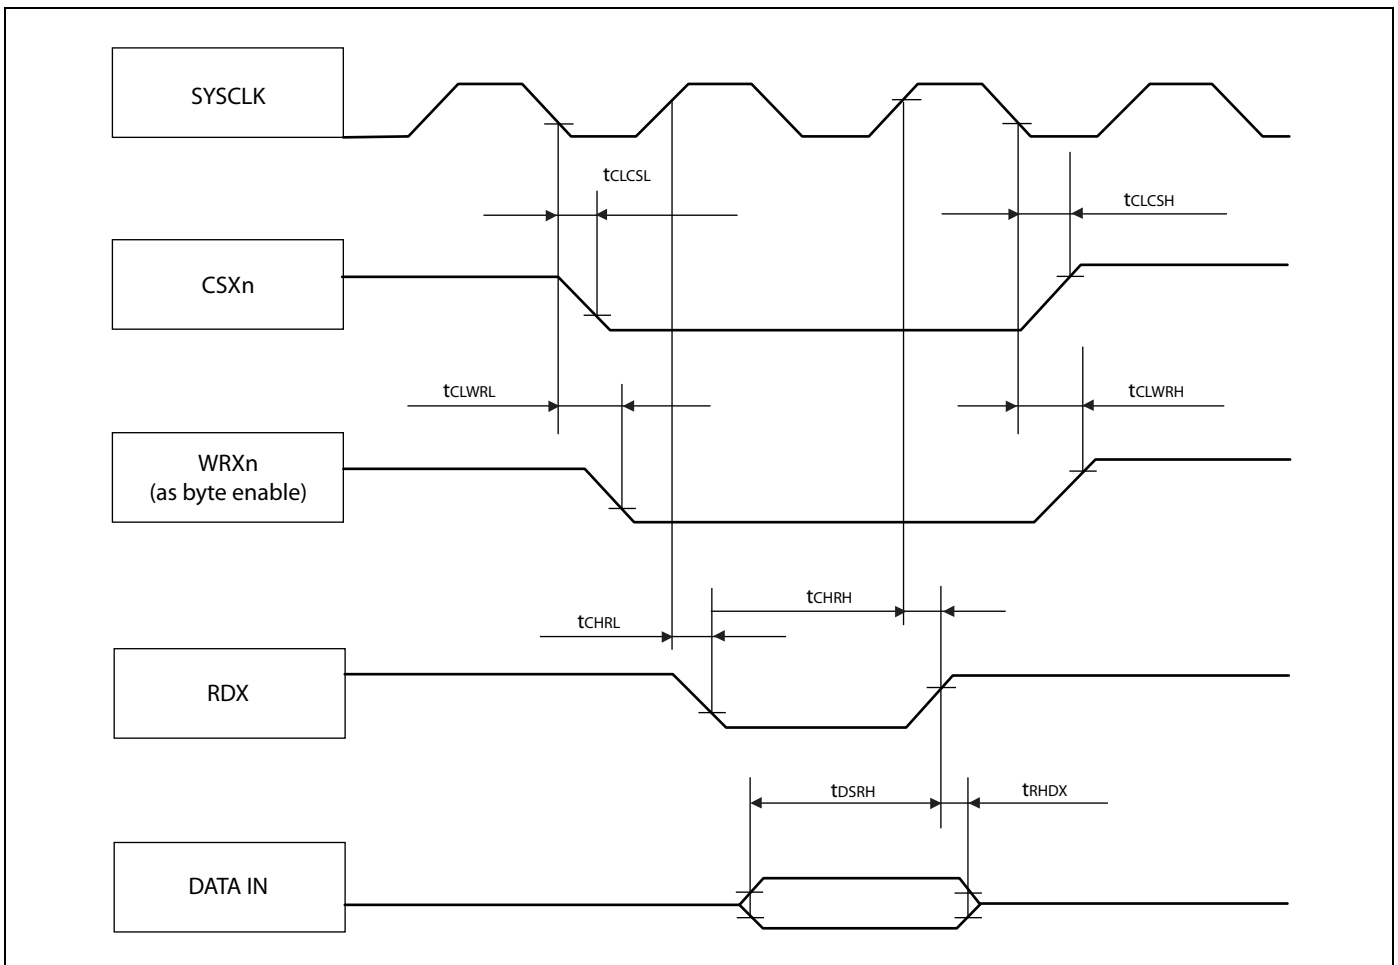 SYSCLK
tCLCSL
tCLCSH
CSXn
tCLWRL
tCLWRH
WRXn
(as byte enable)
tCHRH
tCHRL
RDX
tDSRH
tRHDX
DATA IN